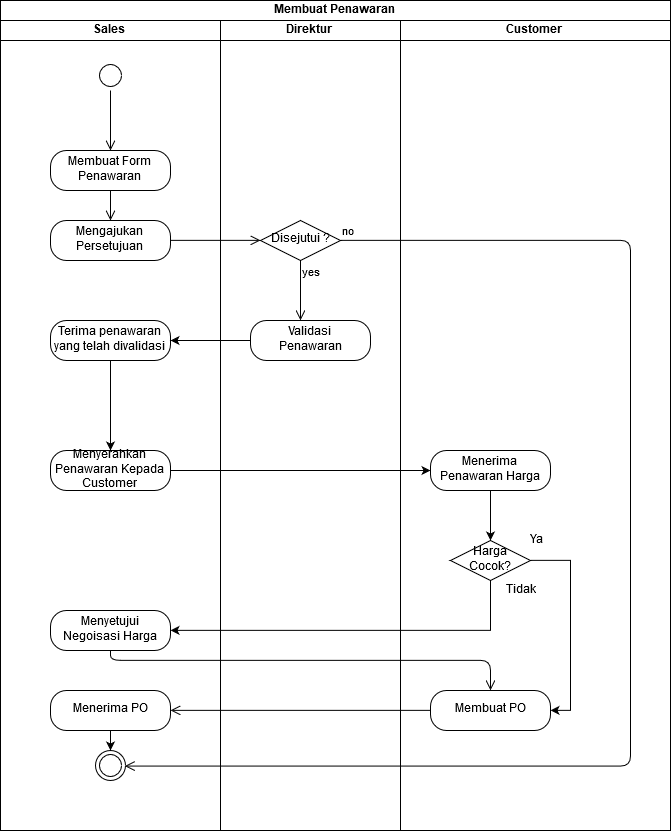 Membuat Penawaran
Sales
Direktur
Customer
Membuat Form
Penawaran
Mengajukan
Persetujuan
Disejutui ?
no
yes
Terima penawaran
yang telah divalidasi
Validasi
Penawaran
Menyerahkan
Penawaran Kepada
Customer
Menerima
Penawaran Harga
Harga
Cocok?
Ya
Tidak
Menyetujui
Negoisasi Harga
Menerima PO
Membuat PO